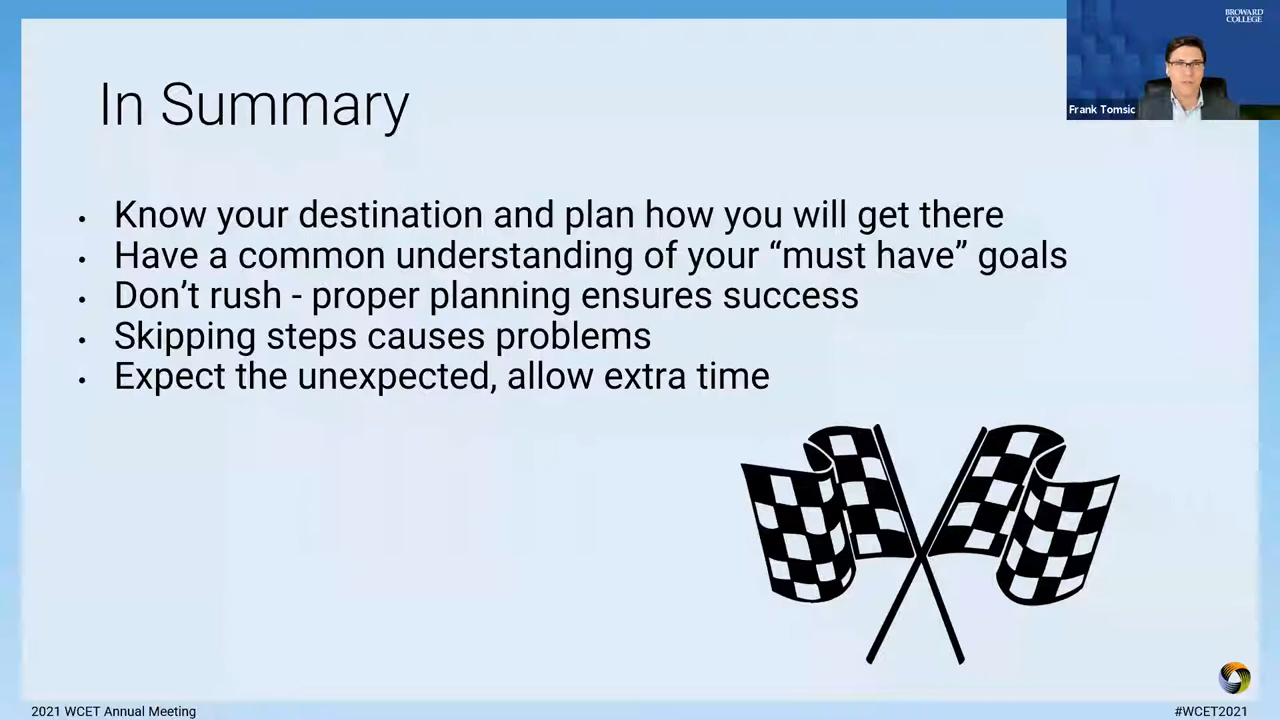 BROWARD
COLLEGE
Frank Tomsic
In Summary
• Know your destination and plan how you will get there
• Have a common understanding of your “must have” goals
• Don’t rush - proper planning ensures success
• Skipping steps causes problems
• Expect the unexpected, allow extra time
2021 WCET Annual Meeting
#WCET2021